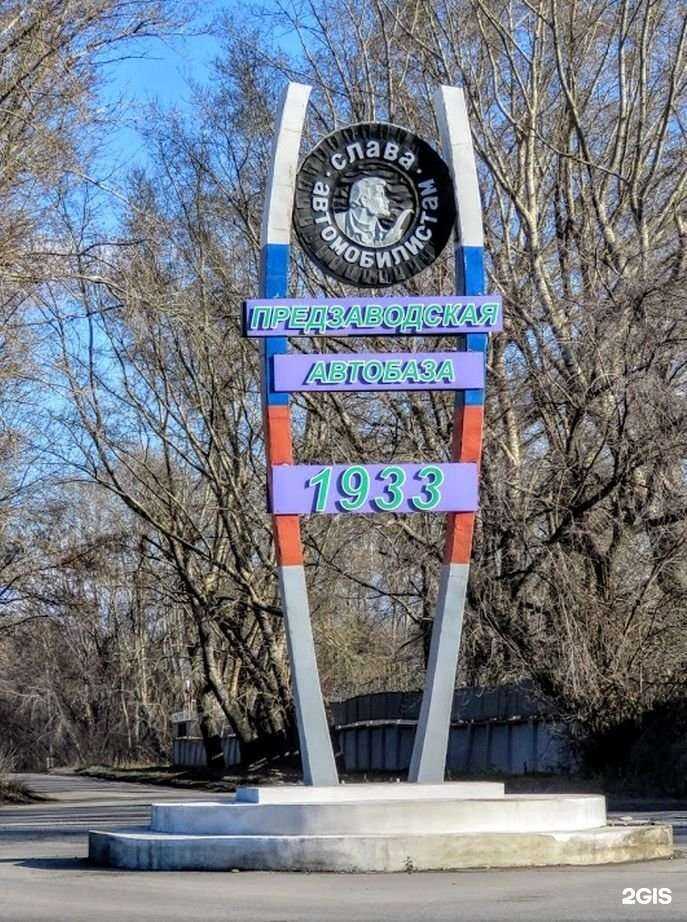 • слава •
автомобилистам
ПРЕДЗАВОДСКАЯ
АВТОБАЗА
1933
2GIS